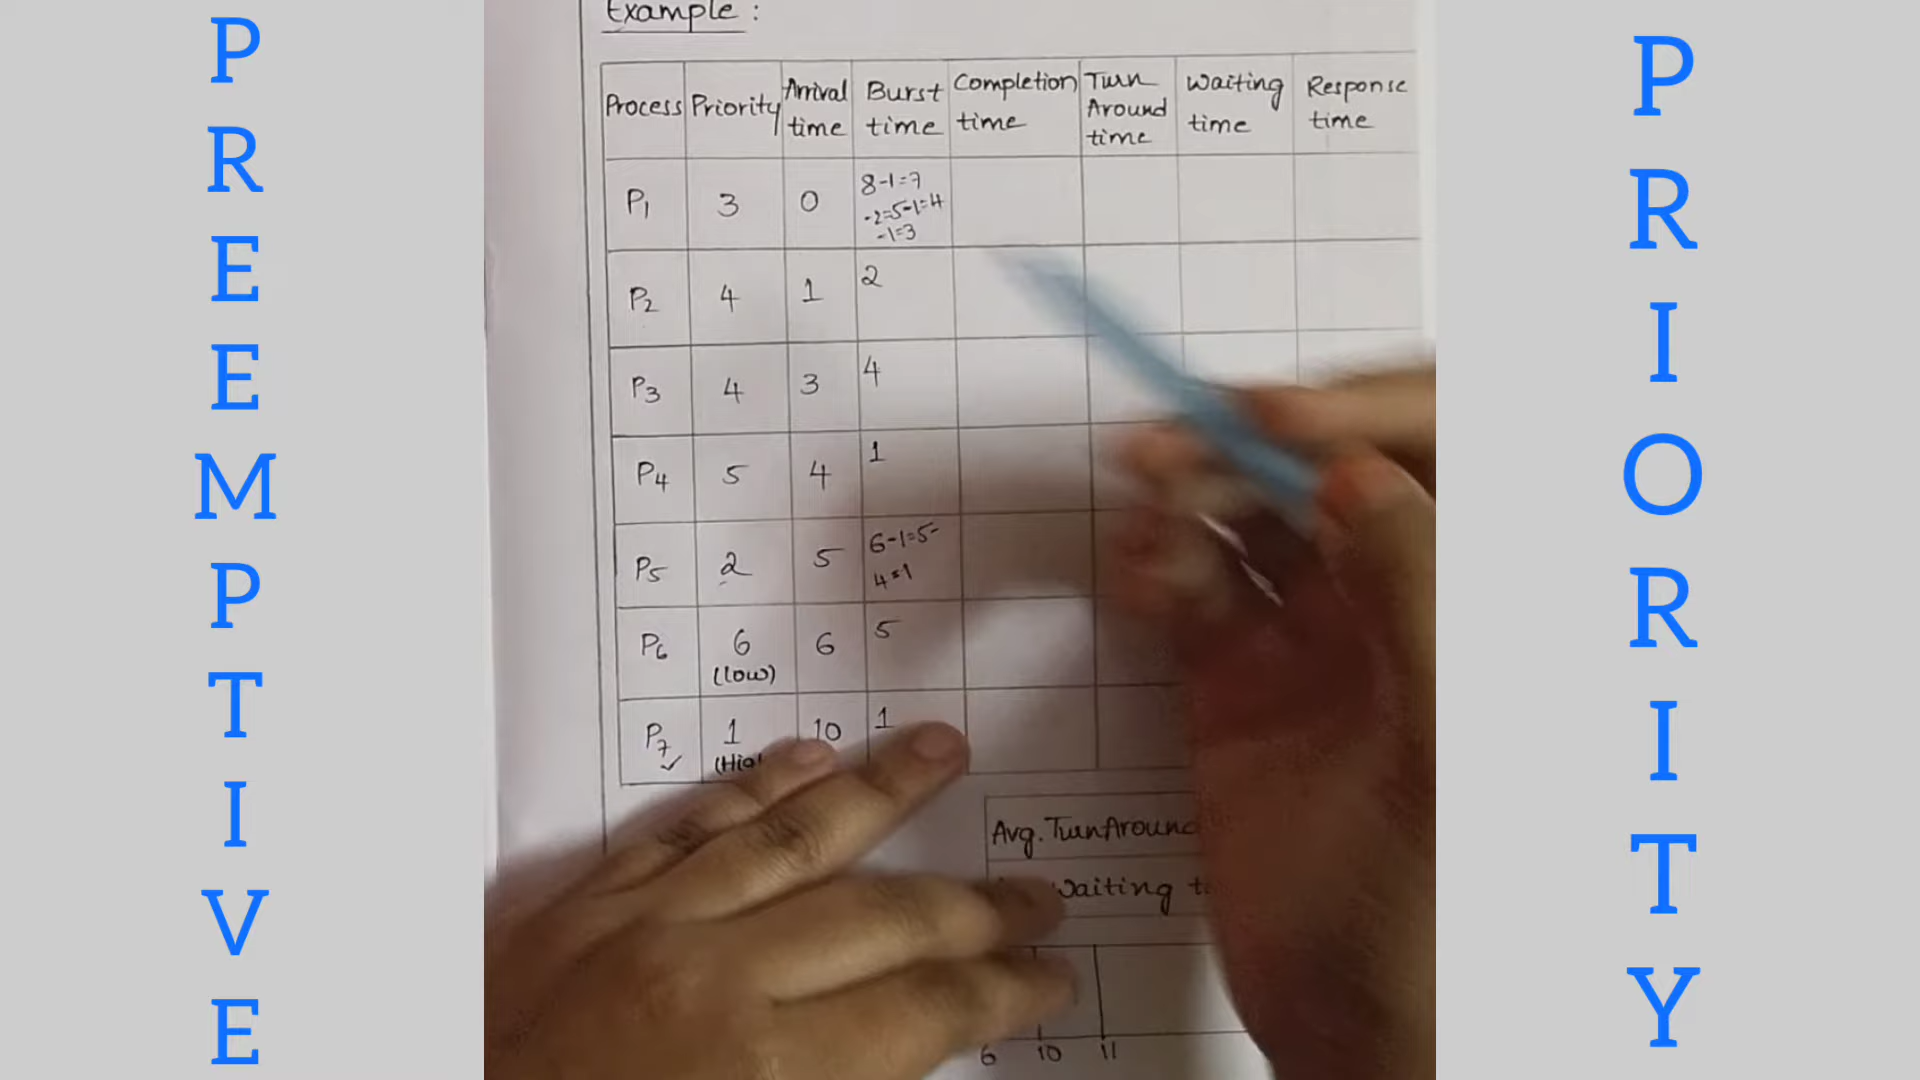 PREEMPTIVE
PRIORITY
Example :
Process Priority Arrival time Burst time Completion time Turn Around time Waiting time Response time
P1 3 0 8-1=7
-2=5-1=4
-1=3
P2 4 1 2
P3 4 3 4
P4 5 4 1
P5 2 5 6-1=5-
4=1
P6 6 6 5
(low)
P7 1 10 1
Avg. TurnAround
Waiting
6 10 11